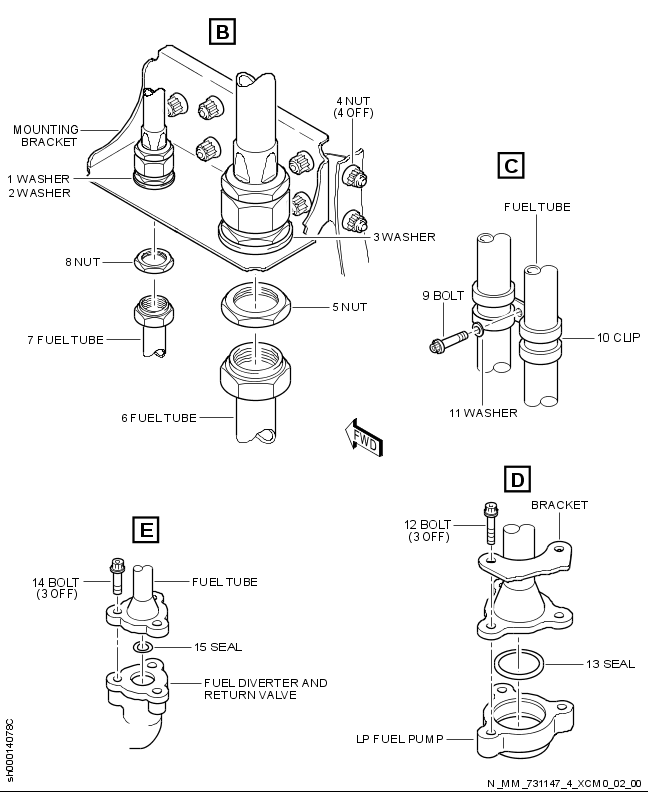 B
4 NUT
(4 OFF)
MOUNTING
BRACKET
1 WASHER
2 WASHER
3 WASHER
8 NUT
5 NUT
7 FUEL TUBE
6 FUEL TUBE
FWD
C
FUEL TUBE
9 BOLT
10 CLIP
11 WASHER
D
BRACKET
12 BOLT
(3 OFF)
13 SEAL
LP FUEL PUMP
E
14 BOLT
(3 OFF)
FUEL TUBE
15 SEAL
FUEL DIVERTER AND
RETURN VALVE
sh00014078C
N_MM_731147_4_XCM0_02_00